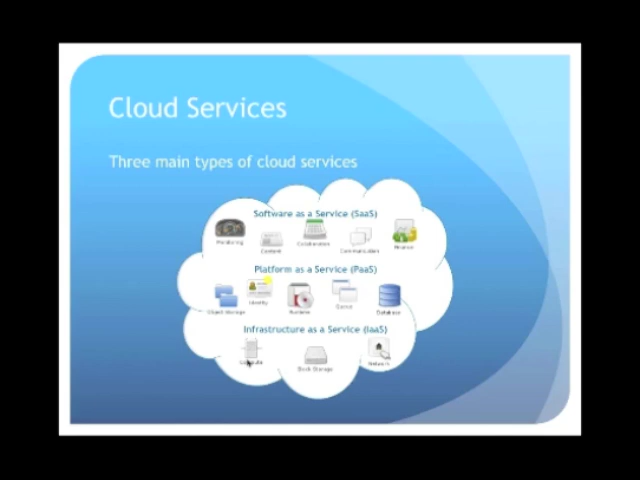 Cloud Services
Three main types of cloud services
Software as a Service (SaaS)
Monitoring
Content
Collaboration
Communication
Finance
Platform as a Service (PaaS)
Object Storage
Identity
Runtime
Queue
Database
Infrastructure as a Service (IaaS)
Compute
Block Storage
Network